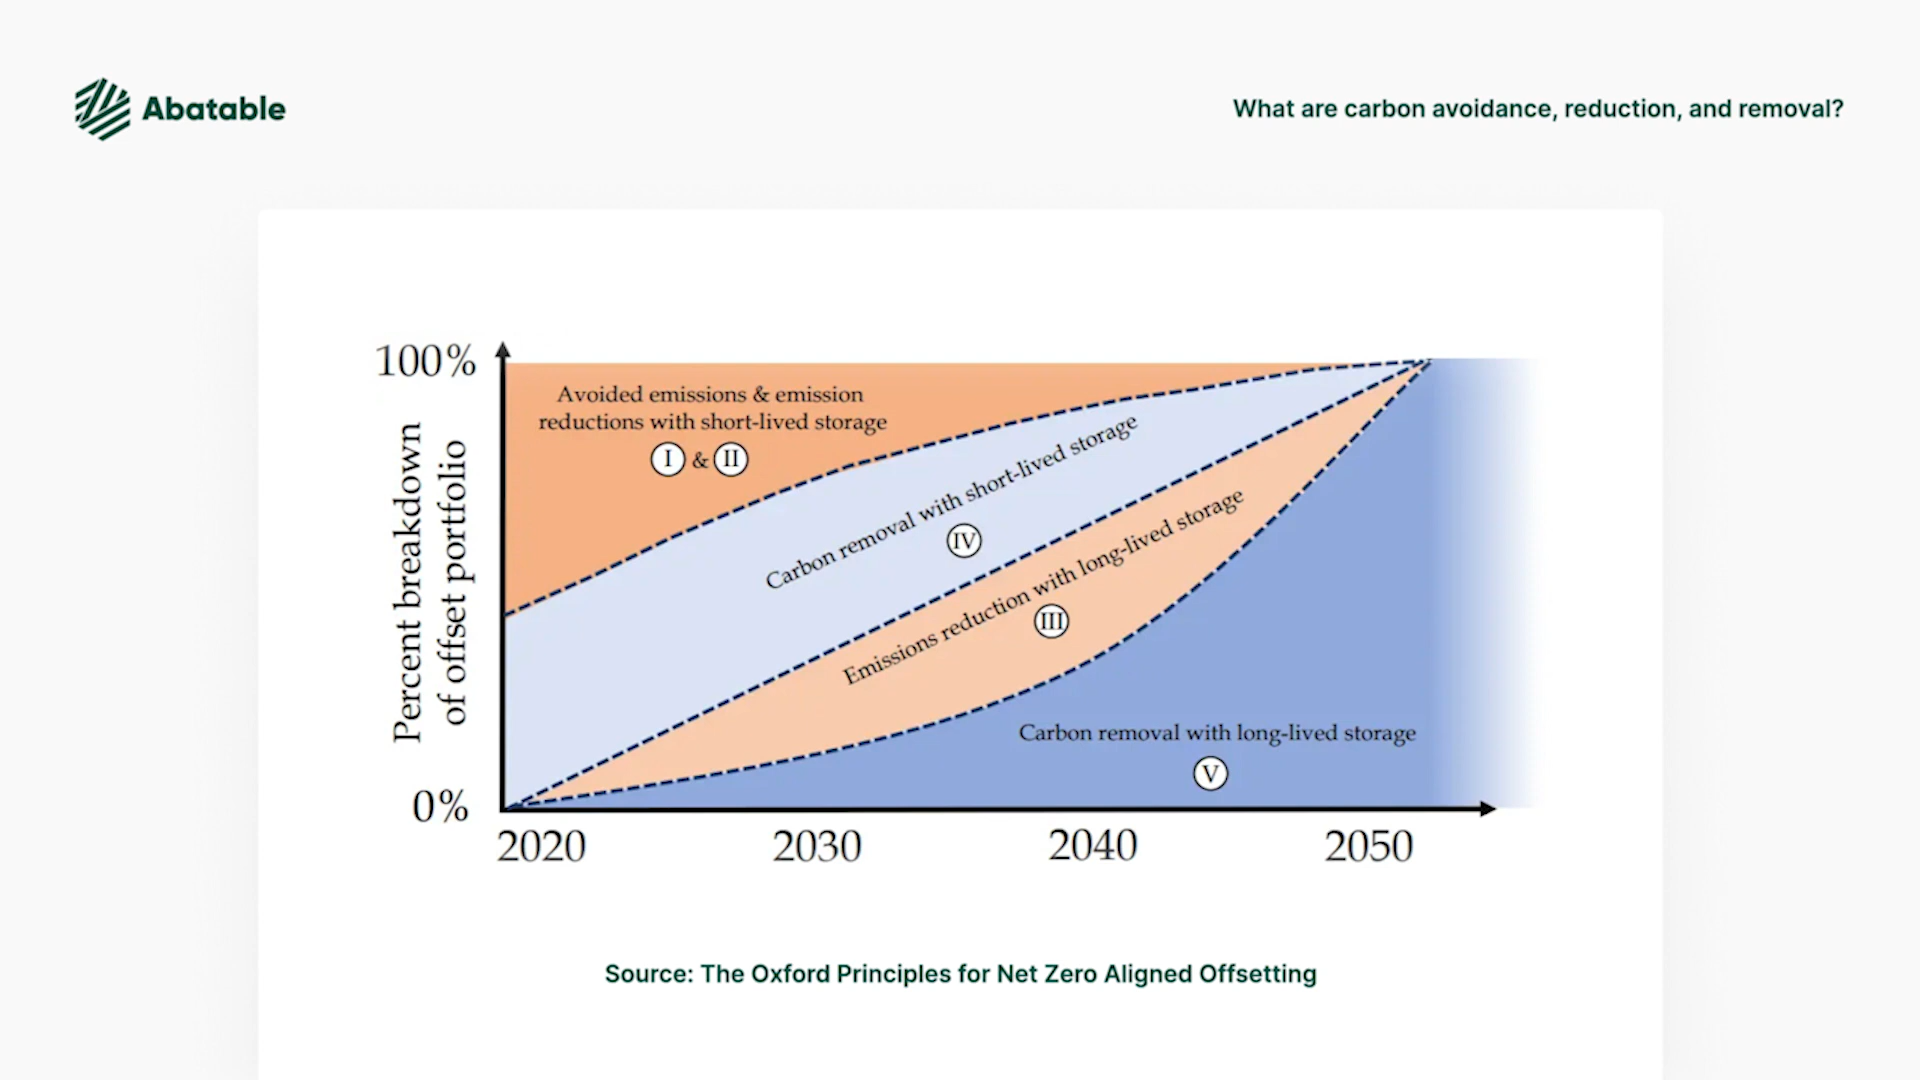 Abatable
What are carbon avoidance, reduction, and removal?
100%
Avoided emissions & emission
reductions with short-lived storage
I & II
Percent breakdown
of offset portfolio
Carbon removal with short-lived storage
IV
Emissions reduction with long-lived storage
III
Carbon removal with long-lived storage
V
0%
2020 2030 2040 2050
Source: The Oxford Principles for Net Zero Aligned Offsetting